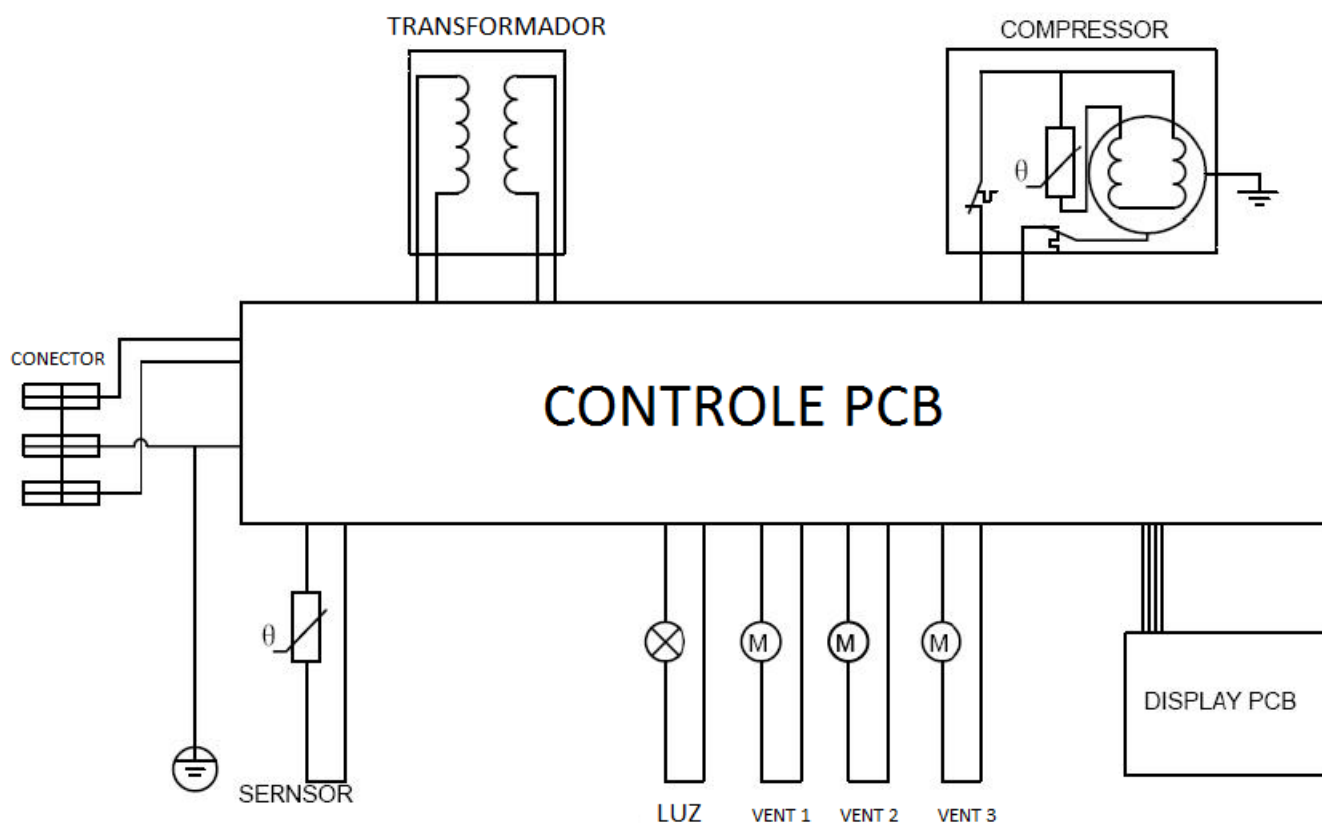 TRANSFORMADOR
COMPRESSOR
θ
CONECTOR
CONTROLE PCB
θ
M
M
M
DISPLAY PCB
SERNSOR
LUZ
VENT 1
VENT 2
VENT 3